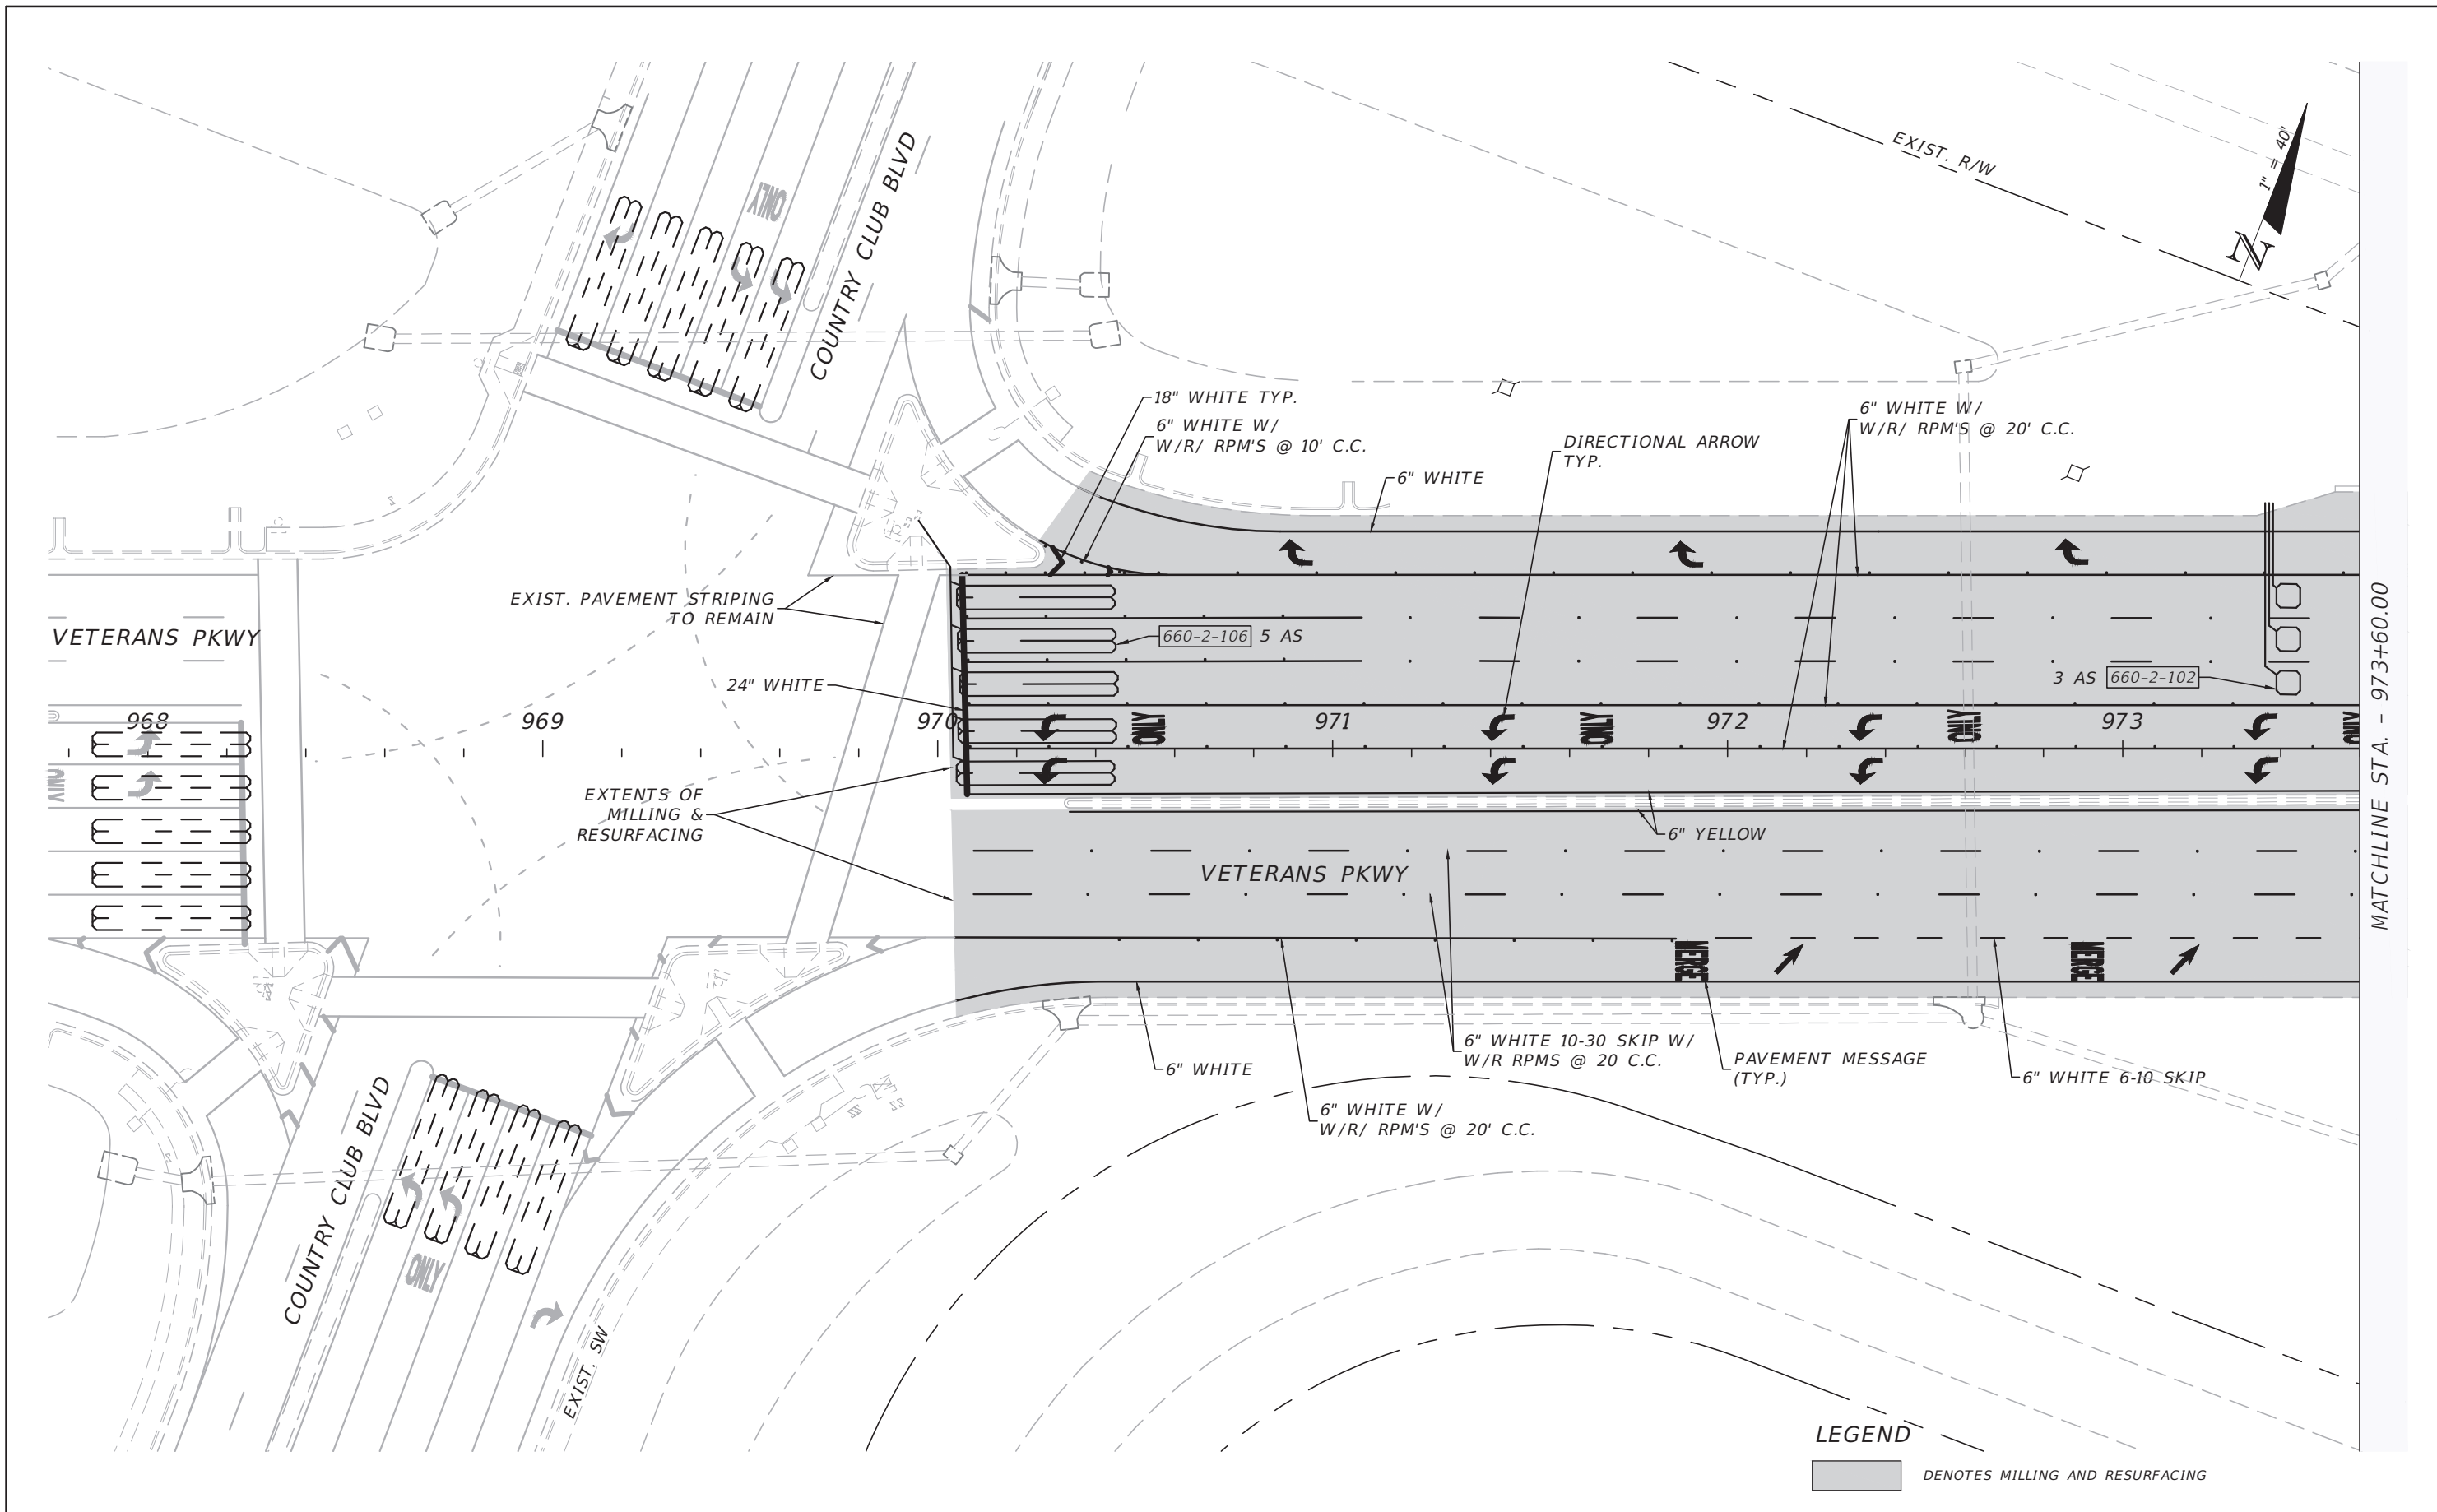 ONLY
COUNTRY CLUB BLVD
EXIST. R/W
1" = 40'
N
18" WHITE TYP.
6" WHITE W/
W/R/ RPM'S @ 10' C.C.
6" WHITE
DIRECTIONAL ARROW
TYP.
6" WHITE W/
W/R/ RPM'S @ 20' C.C.
EXIST. PAVEMENT STRIPING
TO REMAIN
VETERANS PKWY
660-2-106 5 AS
24" WHITE
3 AS 660-2-102
MATCHLINE STA. - 973+60.00
968
969
970
971
972
973
ONLY
ONLY
ONLY
ONLY
ONLY
EXTENTS OF
MILLING &
RESURFACING
6" YELLOW
VETERANS PKWY
MERGE
MERGE
6" WHITE
6" WHITE 10-30 SKIP W/
W/R RPMS @ 20 C.C.
PAVEMENT MESSAGE
(TYP.)
6" WHITE 6-10 SKIP
6" WHITE W/
W/R/ RPM'S @ 20' C.C.
COUNTRY CLUB BLVD
ONLY
EXIST. SW
LEGEND
DENOTES MILLING AND RESURFACING